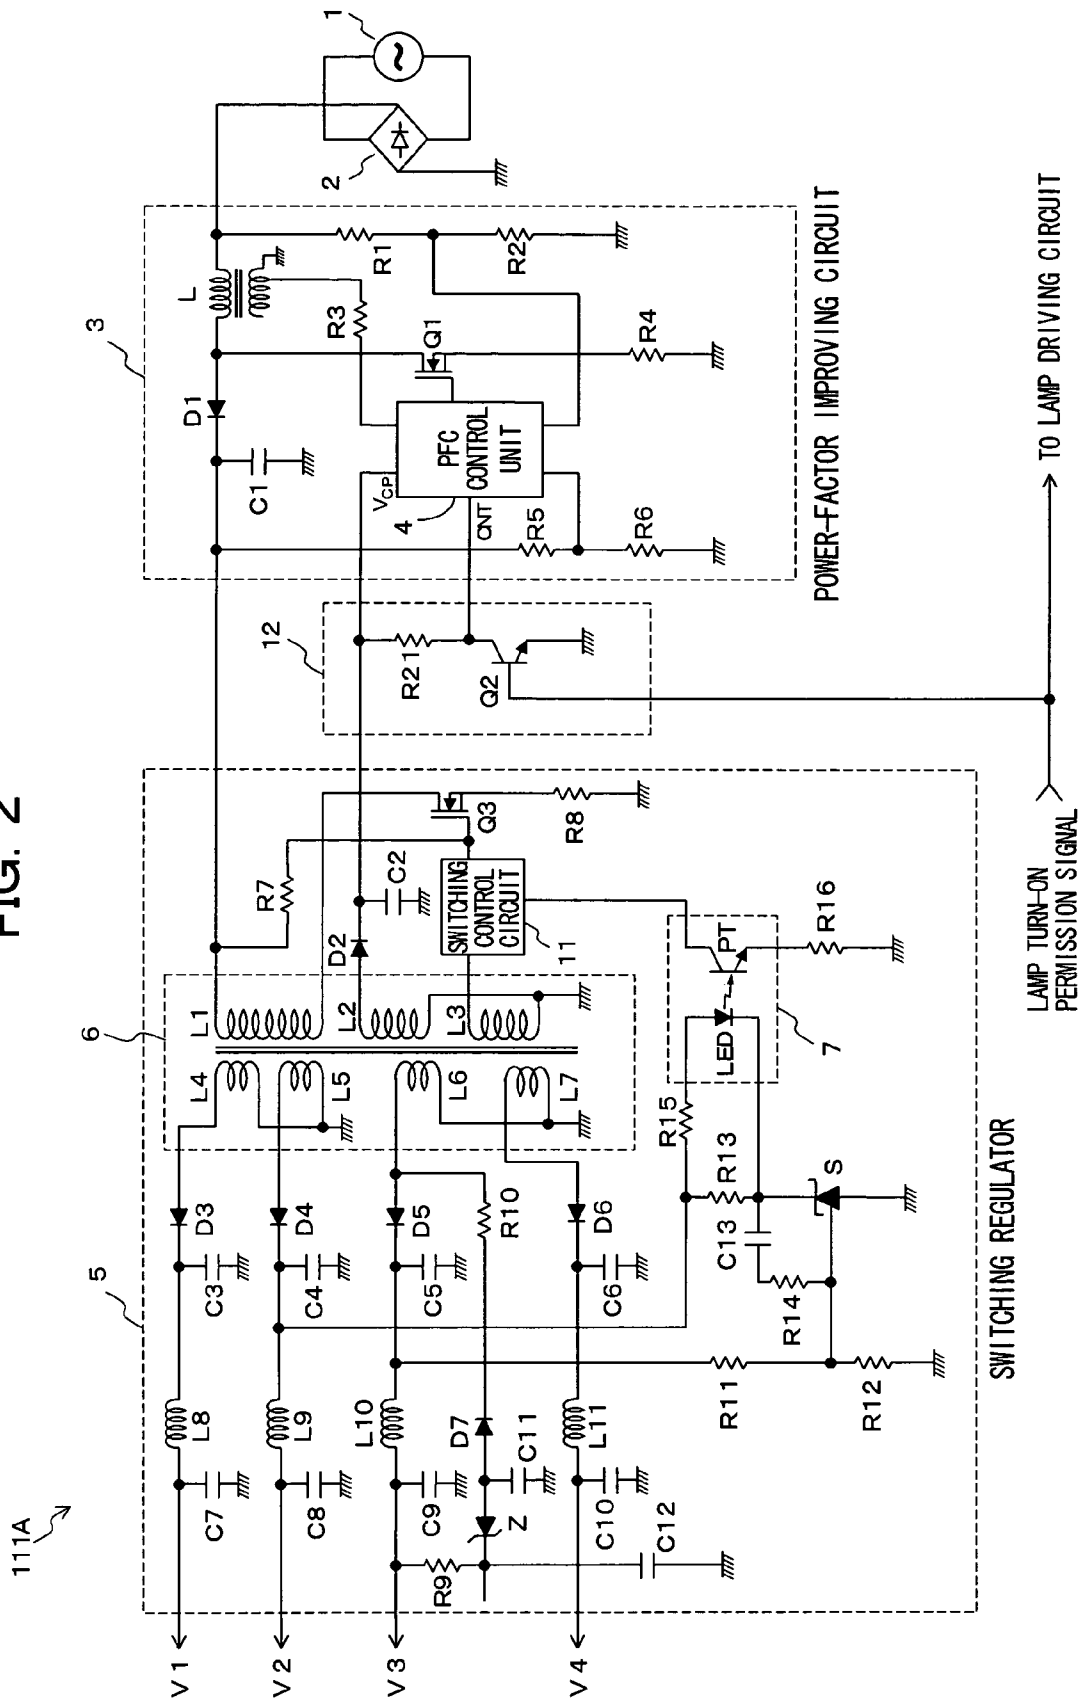 FIG. 2
111A
1
2
3
L
R1
R2
R3
Q1
R4
D1
C1
VCP
PFC
CONTROL
UNIT
4
CNT
R5
R6
POWER-FACTOR IMPROVING CIRCUIT
12
R21
Q2
TO LAMP DRIVING CIRCUIT
LAMP TURN-ON
PERMISSION SIGNAL
5
6
R7
Q3
R8
C2
D2
SWITCHING
CONTROL
CIRCUIT
11
L1
L2
L3
L4
L5
L6
L7
PT
LED
7
R16
R15
R13
C13
S
R14
R11
R12
D3
C3
D4
C4
D5
C5
R10
D6
C6
L8
C7
L9
C8
L10
C9
D7
C11
Z
R9
L11
C10
C12
V1
V2
V3
V4
SWITCHING REGULATOR